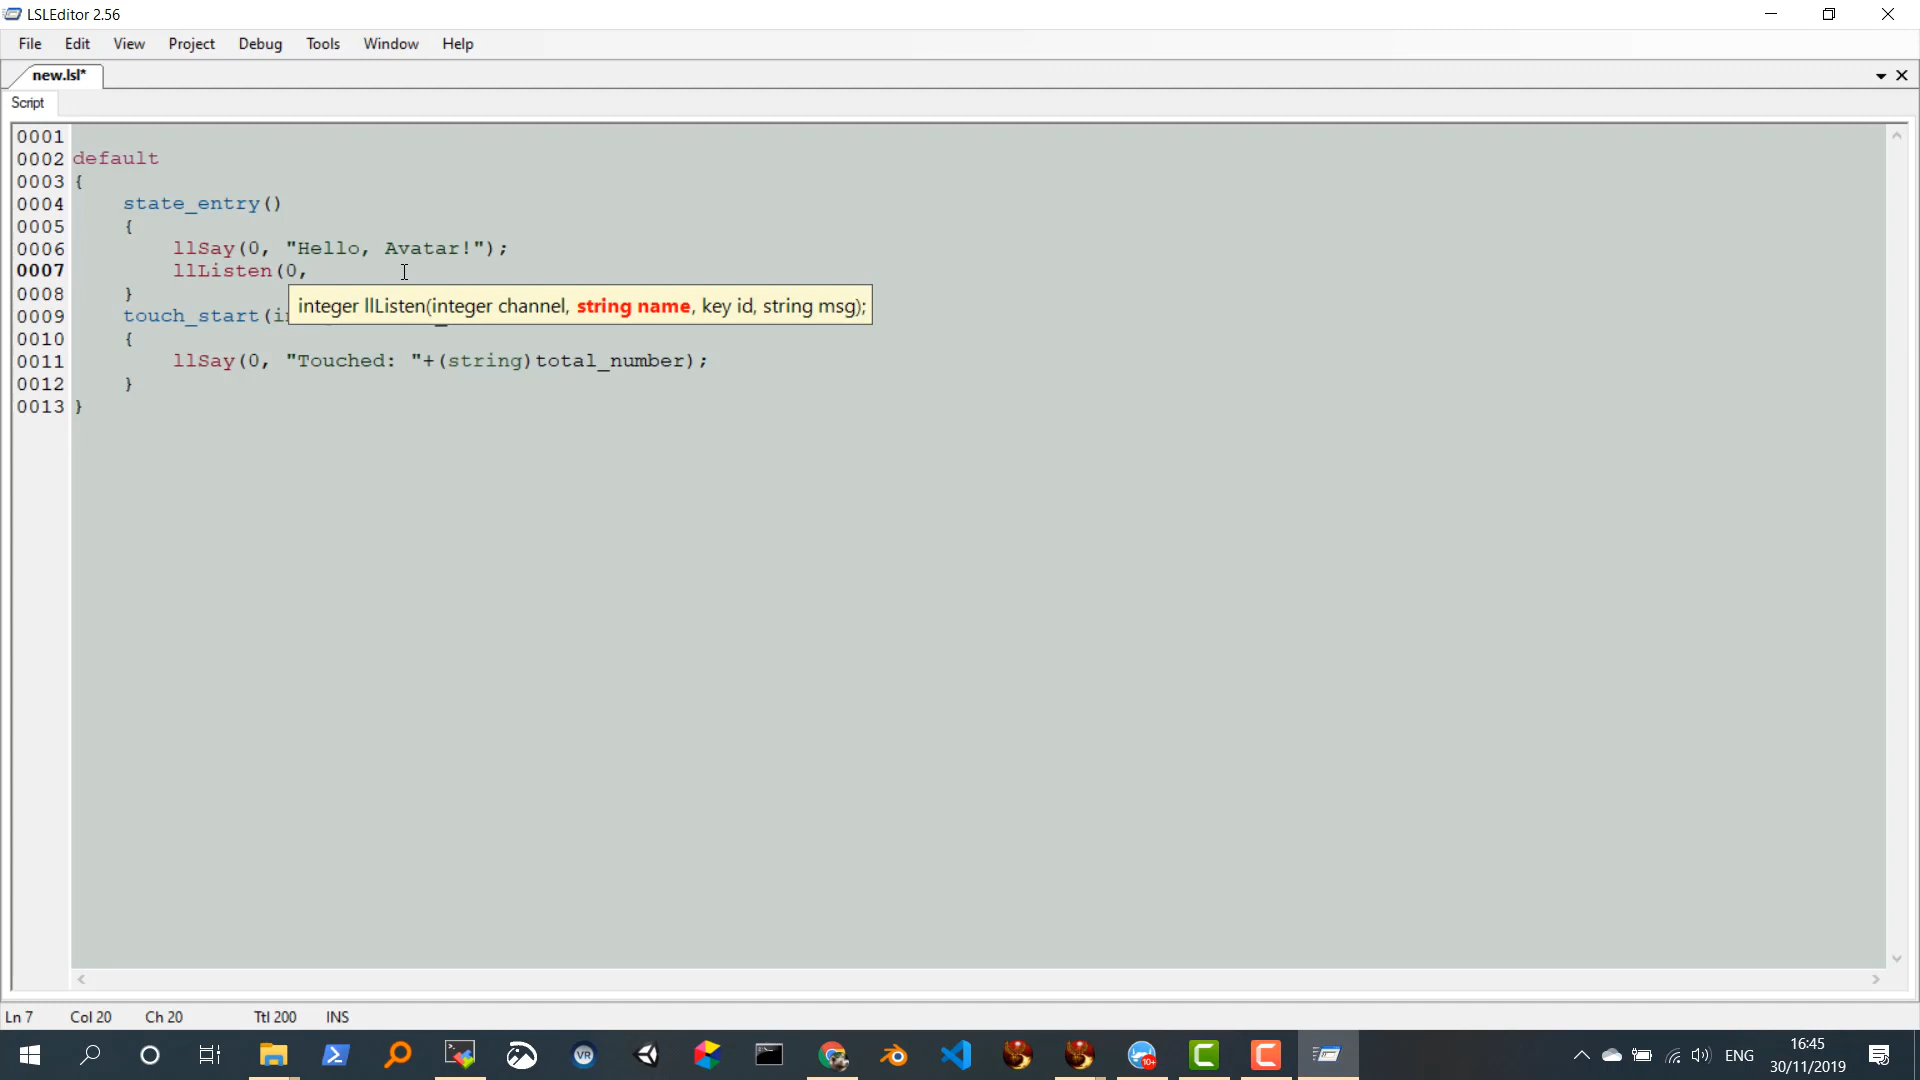 LSLEditor 2.56
File Edit View Project Debug Tools Window Help
new.lsl*
Script
0001
0002 default
0003 {
0004 state_entry()
0005 {
0006 llSay(0, "Hello, Avatar!");
0007 llListen(0,
0008 }
integer llListen(integer channel, string name, key id, string msg);
0009 touch_start(i
0010 {
0011 llSay(0, "Touched: "+(string)total_number);
0012 }
0013 }
Ln 7 Col 20 Ch 20 Ttl 200 INS
VR 10+ ENG 16:45
30/11/2019